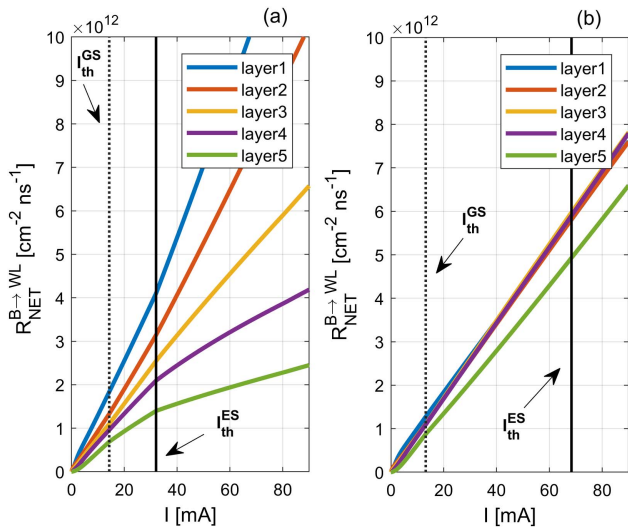 ×10^12
(a)
10
9
8
7
6
5
4
3
2
1
0
R_NET^{B→WL} [cm^-2 ns^-1]
I_th^GS
layer1
layer2
layer3
layer4
layer5
I_th^ES
0 20 40 60 80
I [mA]
×10^12
(b)
10
9
8
7
6
5
4
3
2
1
0
R_NET^{B→WL} [cm^-2 ns^-1]
layer1
layer2
layer3
layer4
layer5
I_th^GS
I_th^ES
0 20 40 60 80
I [mA]